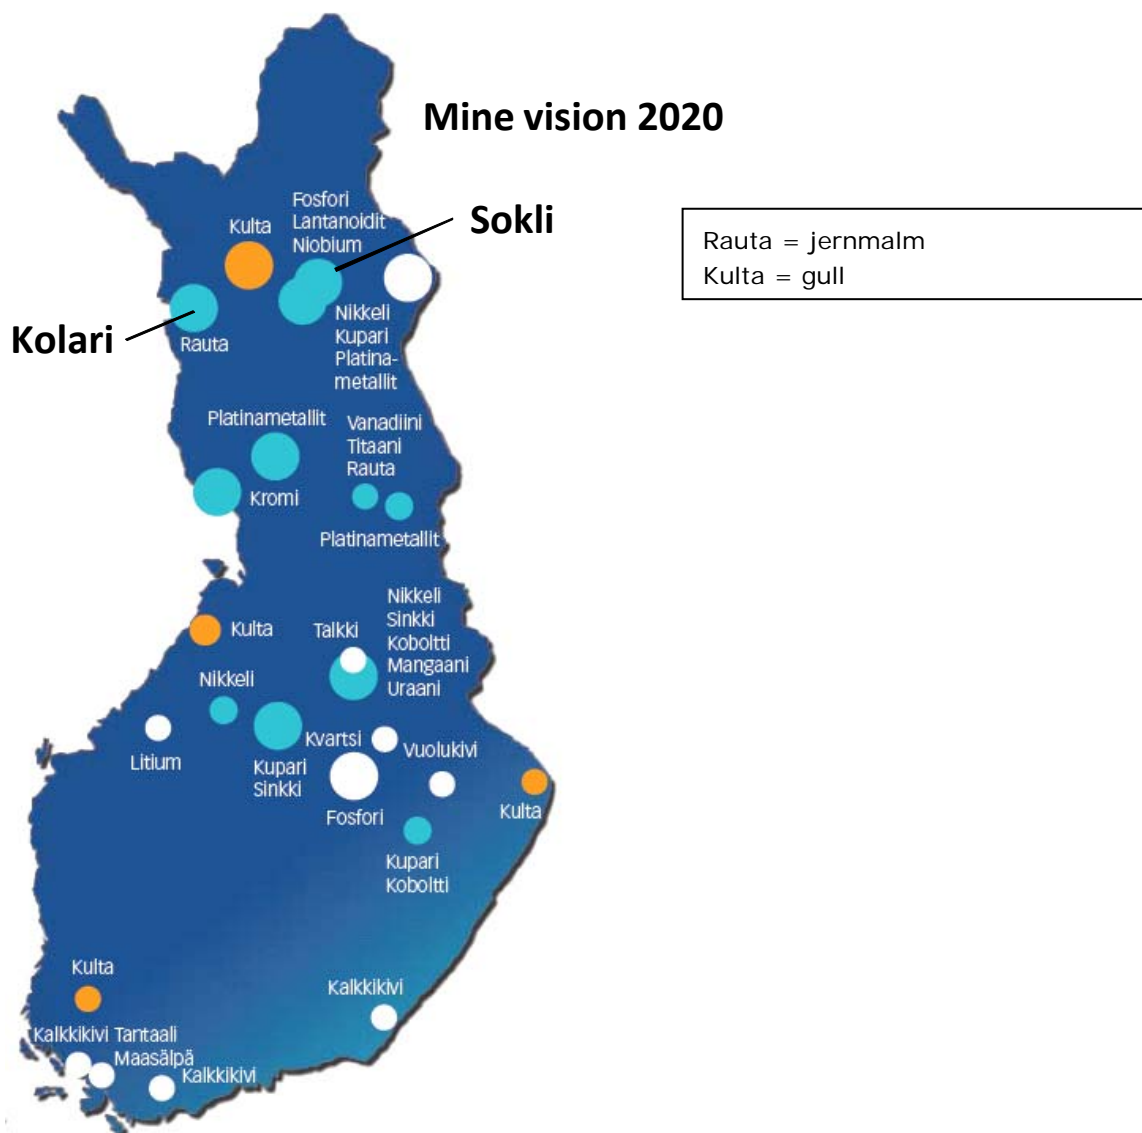 Mine vision 2020
Sokli
Rauta = jernmalm
Kulta = gull
Kolari
Fosfori
Lantanoidit
Niobium
Kulta
Rauta
Nikkeli
Kupari
Platina-
metallit
Platinametallit
Vanadiini
Titaani
Rauta
Kromi
Platinametallit
Nikkeli
Sinkki
Koboltti
Mangaani
Uraani
Talkki
Kulta
Nikkeli
Litium
Kupari
Sinkki
Kvartsi
Vuolukivi
Fosfori
Kulta
Kupari
Koboltti
Kulta
Kalkkikivi
Kalkkikivi Tantaali
Maasälpä
Kalkkikivi